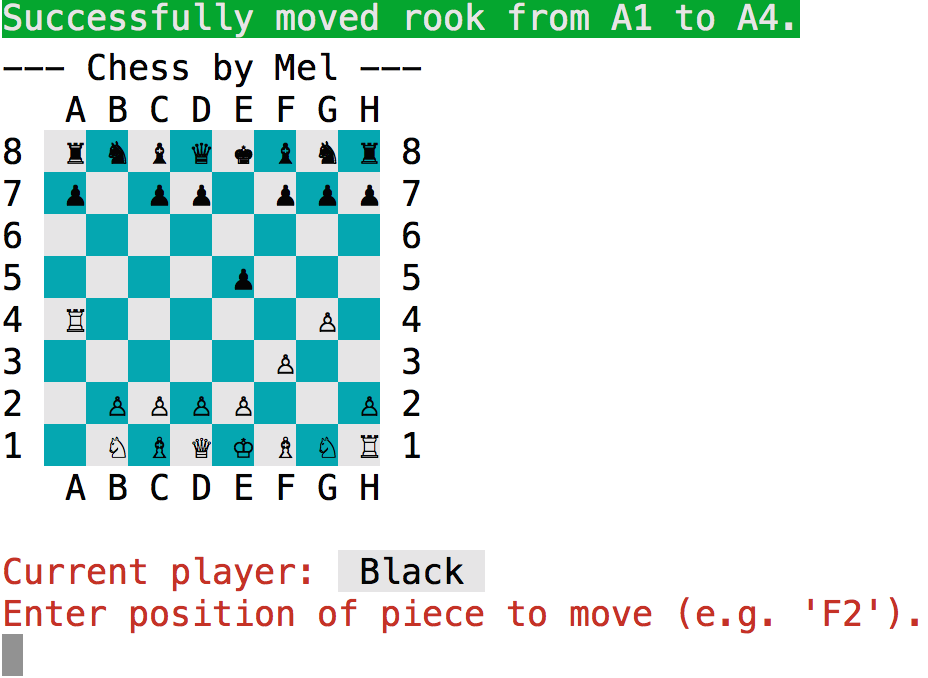 Successfully moved rook from A1 to A4.
--- Chess by Mel ---
A B C D E F G H
8 ♜ ♞ ♝ ♛ ♚ ♝ ♞ ♜ 8
7 ♟ ♟ ♟ ♟ ♟ ♟ 7
6 6
5 ♟ 5
4 ♖ ♙ 4
3 ♙ 3
2 ♙ ♙ ♙ ♙ ♙ 2
1 ♘ ♗ ♕ ♔ ♗ ♘ ♖ 1
A B C D E F G H
Current player: Black
Enter position of piece to move (e.g. 'F2').